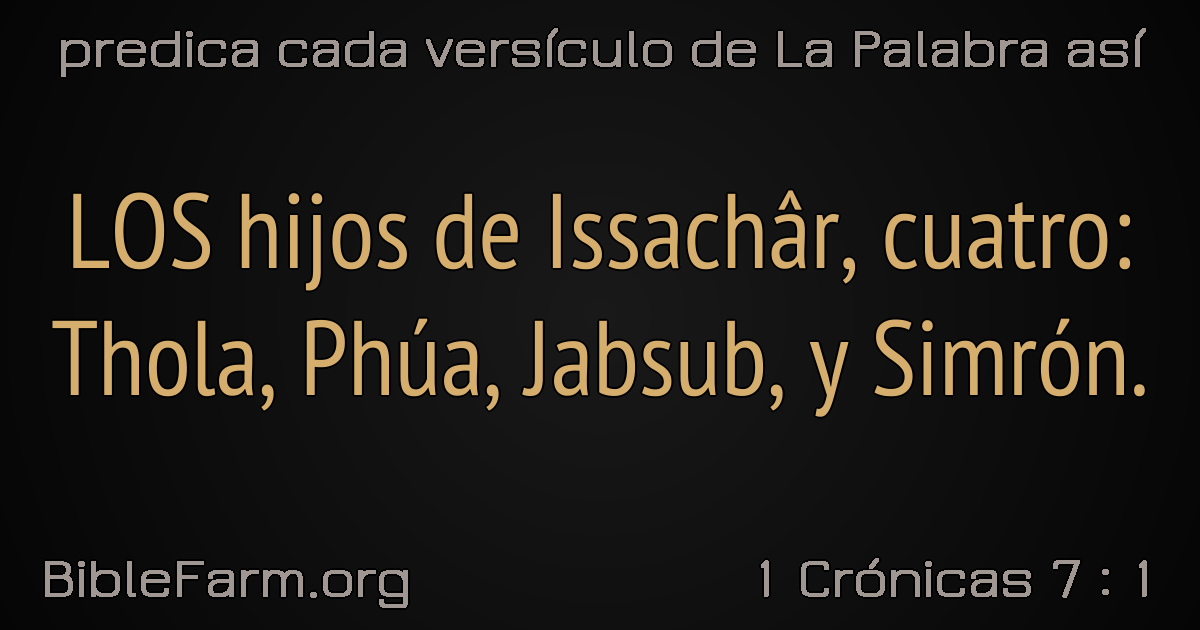 predica cada versículo de La Palabra así
LOS hijos de Issachâr, cuatro:
Thola, Phúa, Jabsub, y Simrón.
BibleFarm.org
1 Crónicas 7 : 1